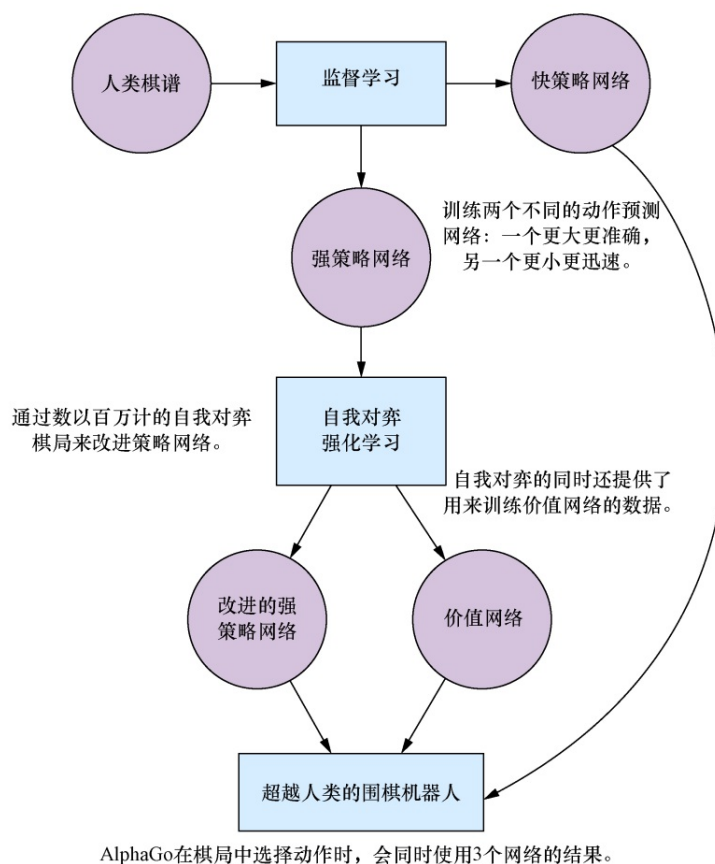 人类棋谱
监督学习
快策略网络
训练两个不同的动作预测
网络：一个更大更准确，
另一个更小更迅速。
强策略网络
通过数以百万计的自我对弈
棋局来改进策略网络。
自我对弈
强化学习
自我对弈的同时还提供了
用来训练价值网络的数据。
改进的强
策略网络
价值网络
超越人类的围棋机器人
AlphaGo在棋局中选择动作时，会同时使用3个网络的结果。